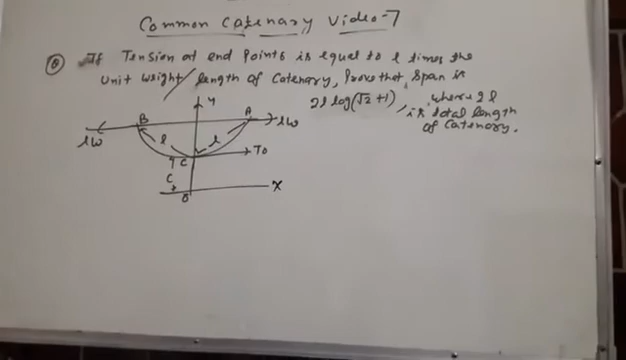 Common Catenary Video-7
Q If Tension at end Points is equal to l times the
Unit weight/length of Catenary, Prove that, Span is
2l log(√2+1), where 2l
is total length
of Catenary.
Y
B
A
lW
lW
l
l
T0
C
C
O
X